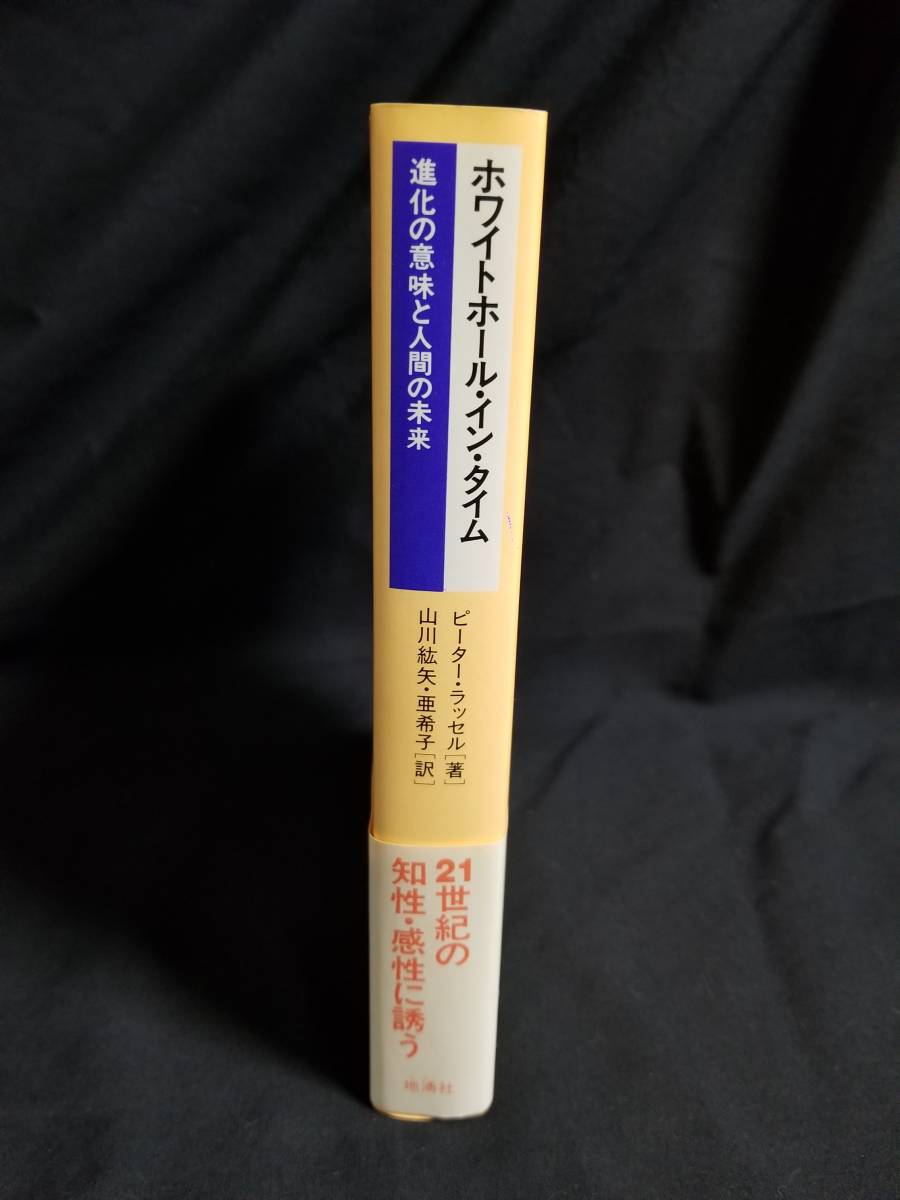 ホワイトホール・イン・タイム
進化の意味と人間の未来
ピーター・ラッセル[著]
山川紘矢・亜希子[訳]
21世紀の
知性・感性に誘う
地湧社